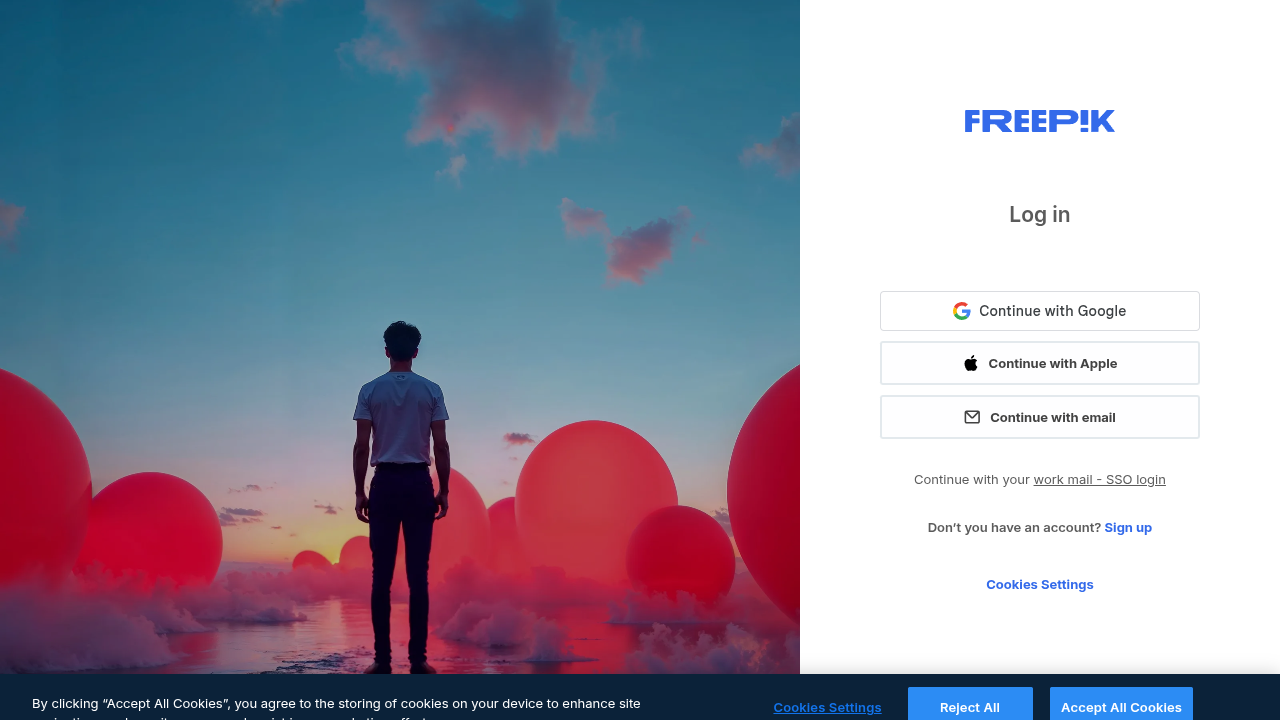 FREEP!K
Log in
Continue with Google
Continue with Apple
Continue with email
Continue with your work mail - SSO login
Don't you have an account? Sign up
Cookies Settings
By clicking “Accept All Cookies”, you agree to the storing of cookies on your device to enhance site
Cookies Settings
Reject All
Accept All Cookies